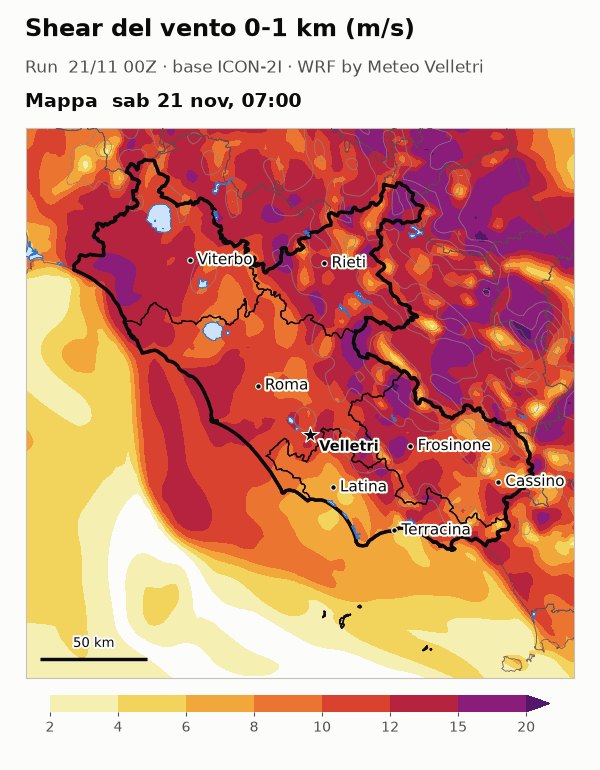 Shear del vento 0-1 km (m/s)
Run 21/11 00Z · base ICON-2I · WRF by Meteo Velletri
Mappa sab 21 nov, 07:00
Viterbo
Rieti
Roma
Velletri
Frosinone
Latina
Cassino
Terracina
50 km
2 4 6 8 10 12 15 20